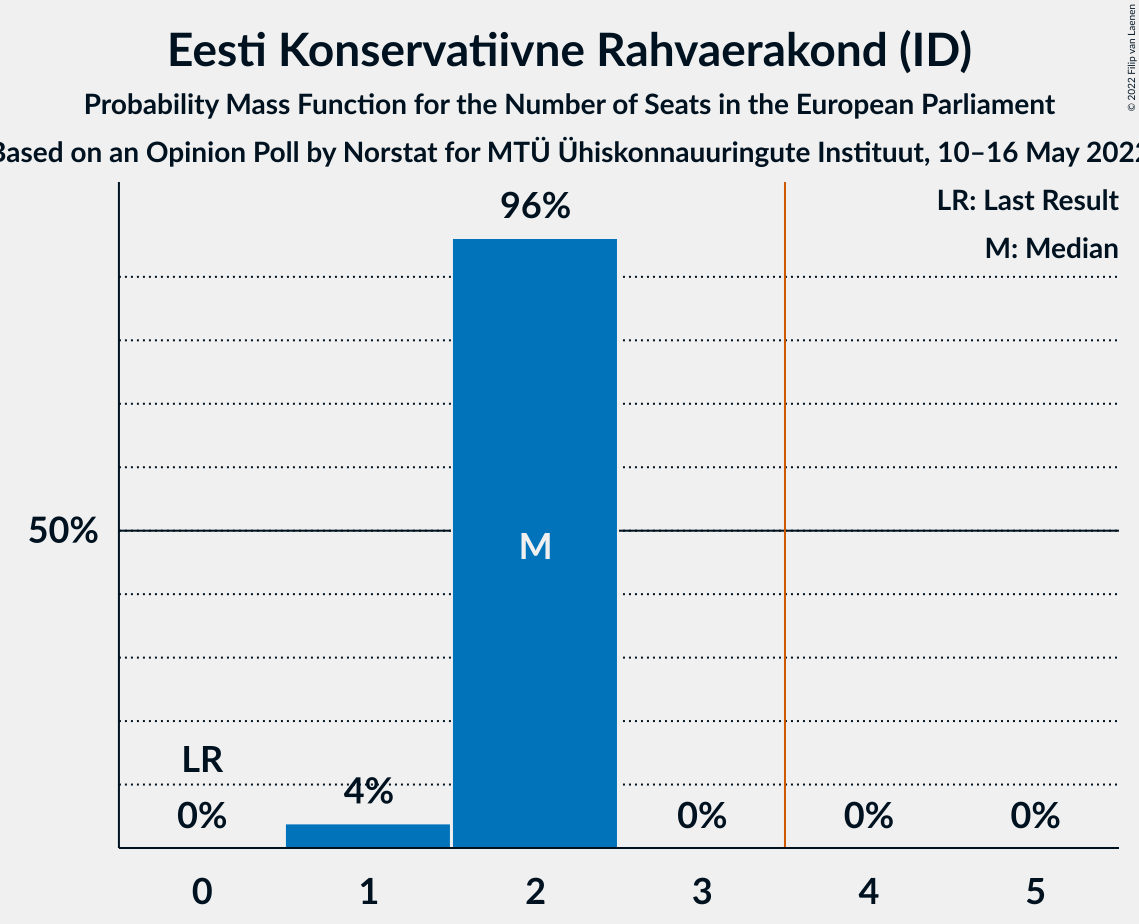 Eesti Konservatiivne Rahvaerakond (ID)
Probability Mass Function for the Number of Seats in the European Parliament
Based on an Opinion Poll by Norstat for MTÜ Ühiskonnauuringute Instituut, 10–16 May 2022
© 2022 Filip van Laenen
LR: Last Result
M: Median
96%
50%
M
LR
0%
4%
0%
0%
0%
0
1
2
3
4
5